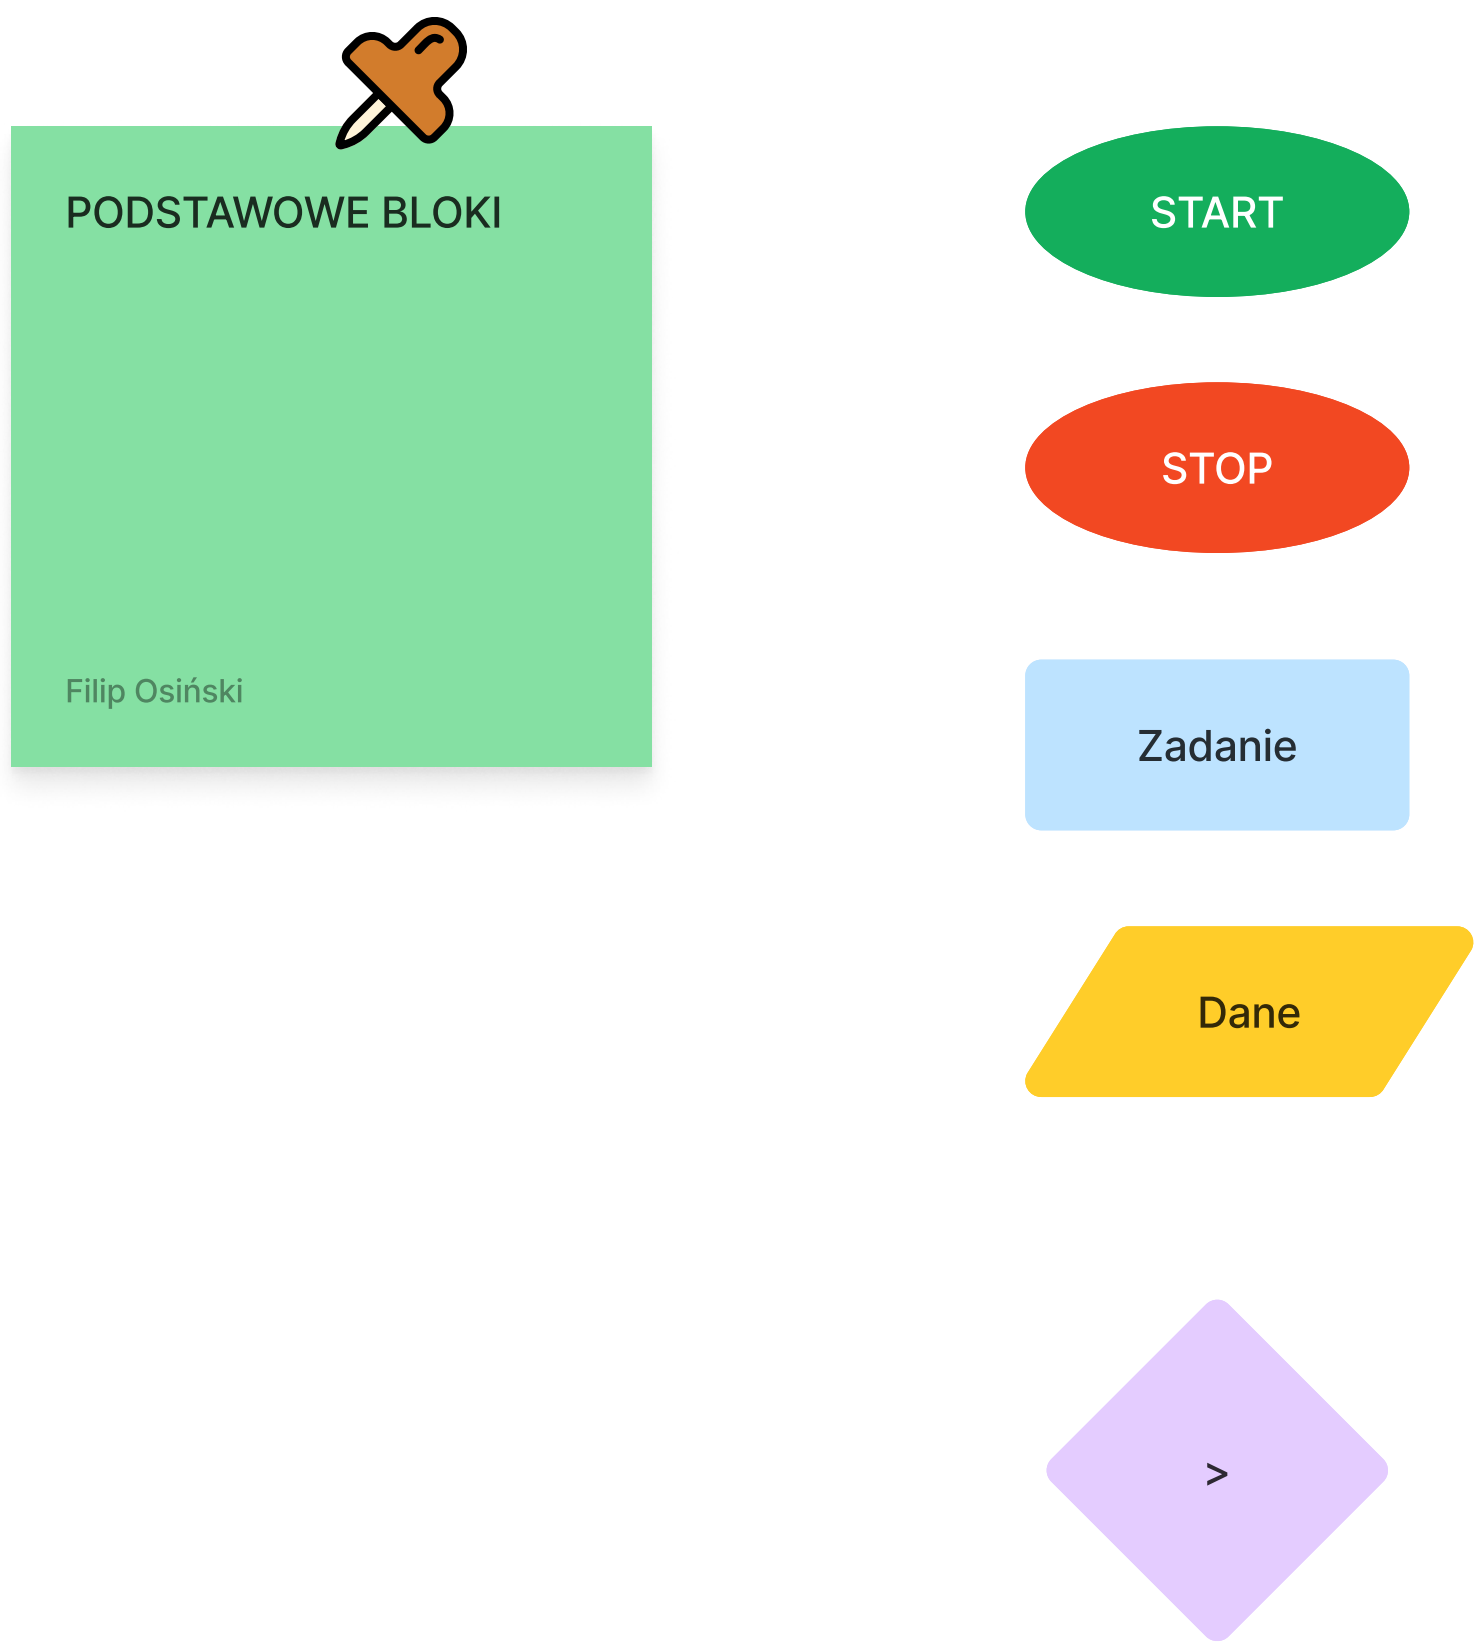 PODSTAWOWE BLOKI
Filip Osiński
START
STOP
Zadanie
Dane
>